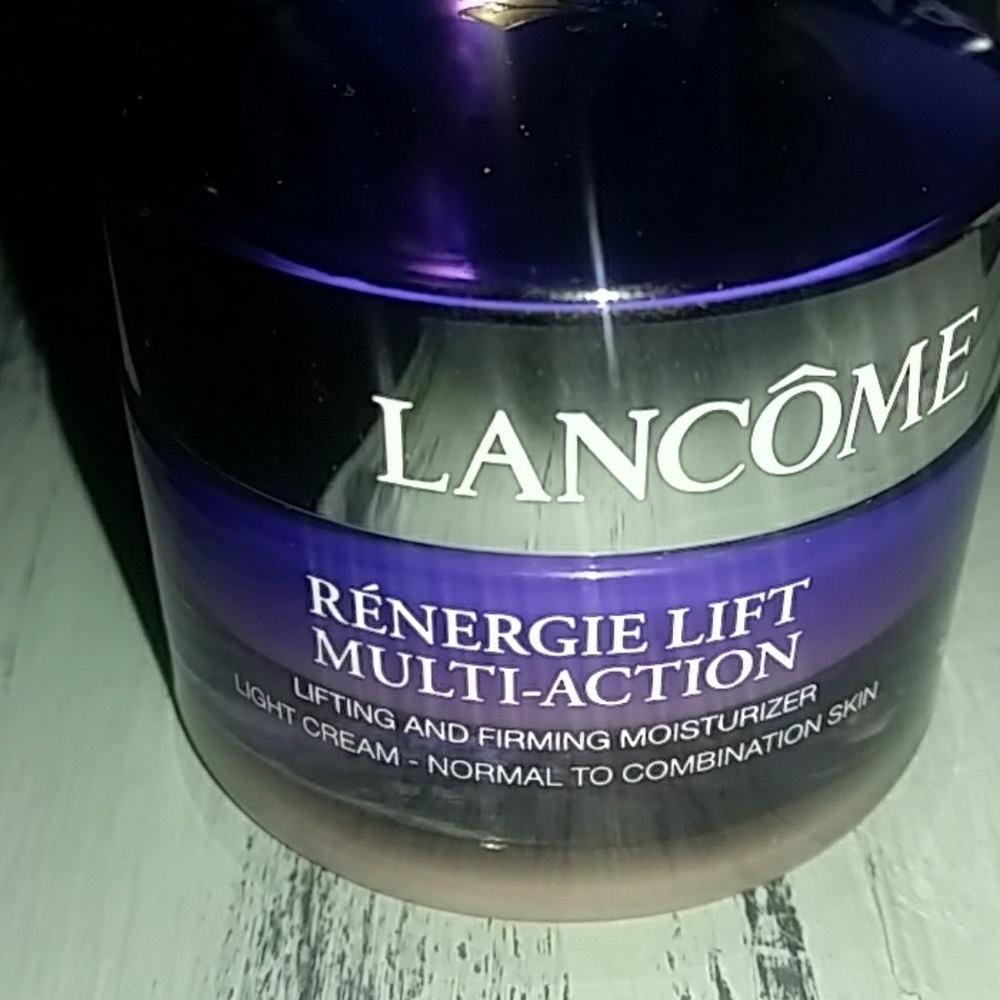 LANCÔME
RÉNERGIE LIFT
MULTI-ACTION
LIFTING AND FIRMING MOISTURIZER
LIGHT CREAM - NORMAL TO COMBINATION SKIN